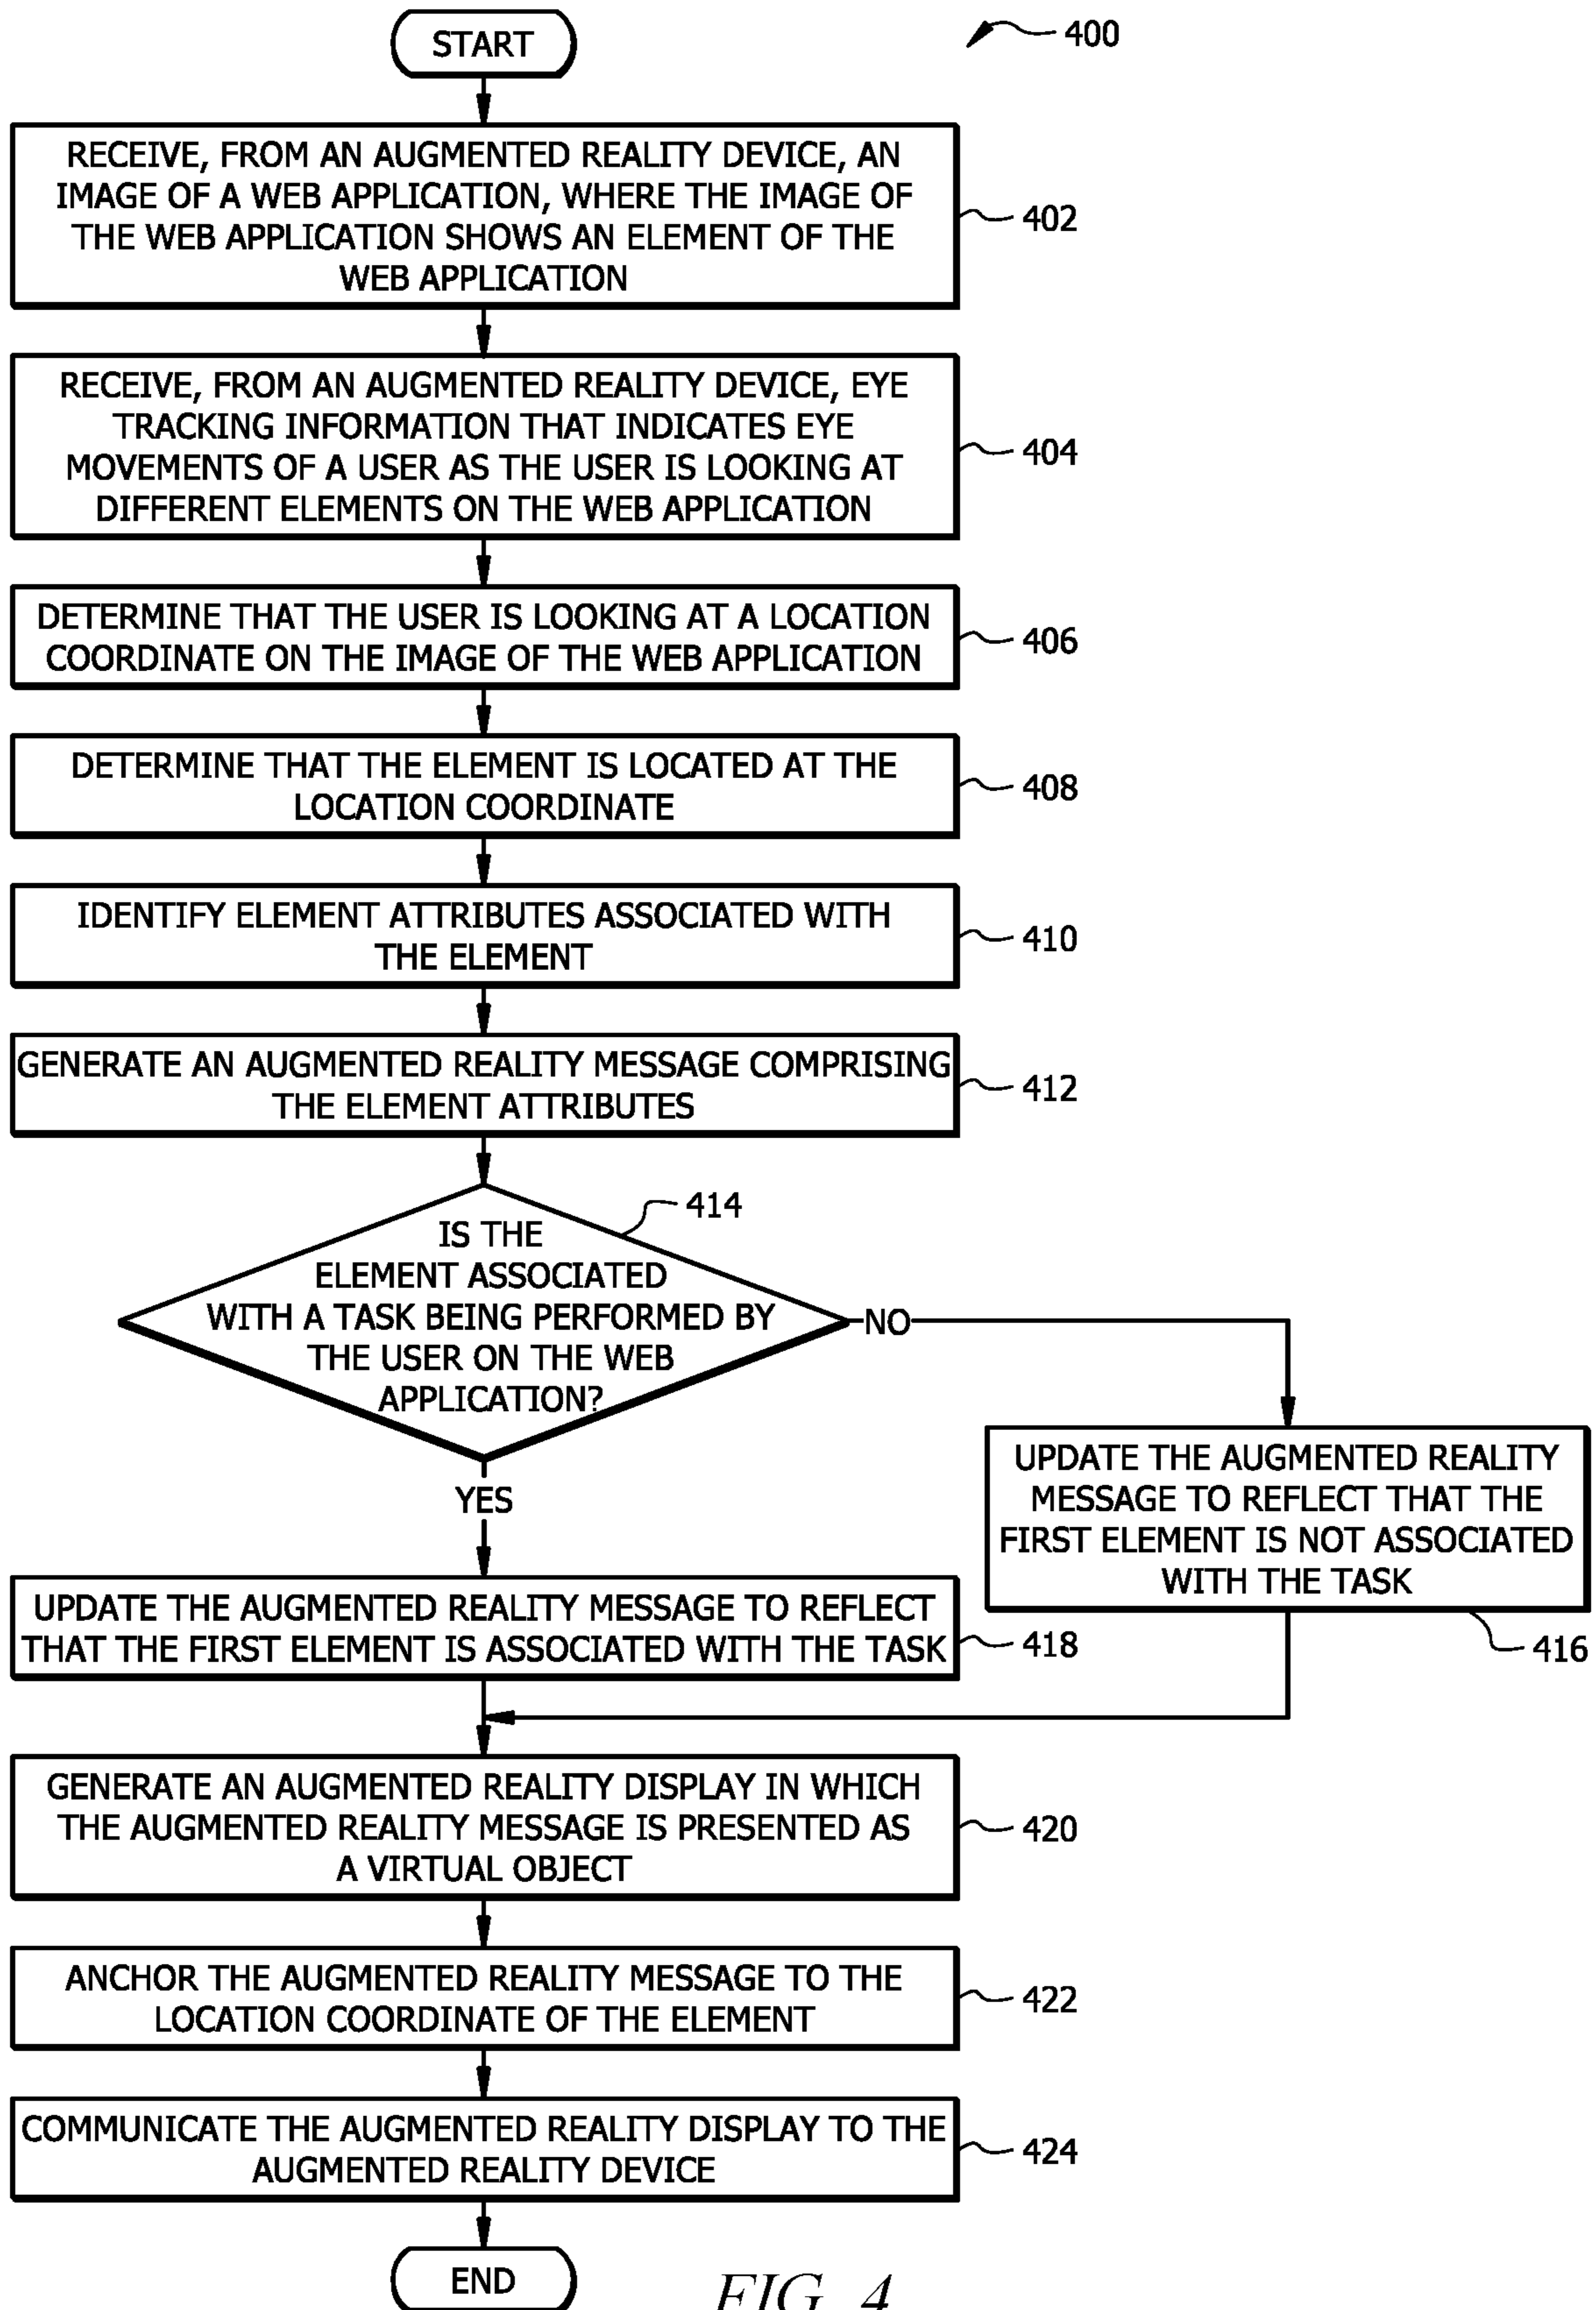 START
400
RECEIVE, FROM AN AUGMENTED REALITY DEVICE, AN
IMAGE OF A WEB APPLICATION, WHERE THE IMAGE OF
THE WEB APPLICATION SHOWS AN ELEMENT OF THE
WEB APPLICATION
402
RECEIVE, FROM AN AUGMENTED REALITY DEVICE, EYE
TRACKING INFORMATION THAT INDICATES EYE
MOVEMENTS OF A USER AS THE USER IS LOOKING AT
DIFFERENT ELEMENTS ON THE WEB APPLICATION
404
DETERMINE THAT THE USER IS LOOKING AT A LOCATION
COORDINATE ON THE IMAGE OF THE WEB APPLICATION
406
DETERMINE THAT THE ELEMENT IS LOCATED AT THE
LOCATION COORDINATE
408
IDENTIFY ELEMENT ATTRIBUTES ASSOCIATED WITH
THE ELEMENT
410
GENERATE AN AUGMENTED REALITY MESSAGE COMPRISING
THE ELEMENT ATTRIBUTES
412
414
IS THE
ELEMENT ASSOCIATED
WITH A TASK BEING PERFORMED BY
THE USER ON THE WEB
APPLICATION?
NO
YES
UPDATE THE AUGMENTED REALITY
MESSAGE TO REFLECT THAT THE
FIRST ELEMENT IS NOT ASSOCIATED
WITH THE TASK
416
UPDATE THE AUGMENTED REALITY MESSAGE TO REFLECT
THAT THE FIRST ELEMENT IS ASSOCIATED WITH THE TASK
418
GENERATE AN AUGMENTED REALITY DISPLAY IN WHICH
THE AUGMENTED REALITY MESSAGE IS PRESENTED AS
A VIRTUAL OBJECT
420
ANCHOR THE AUGMENTED REALITY MESSAGE TO THE
LOCATION COORDINATE OF THE ELEMENT
422
COMMUNICATE THE AUGMENTED REALITY DISPLAY TO THE
AUGMENTED REALITY DEVICE
424
END
FIG. 4